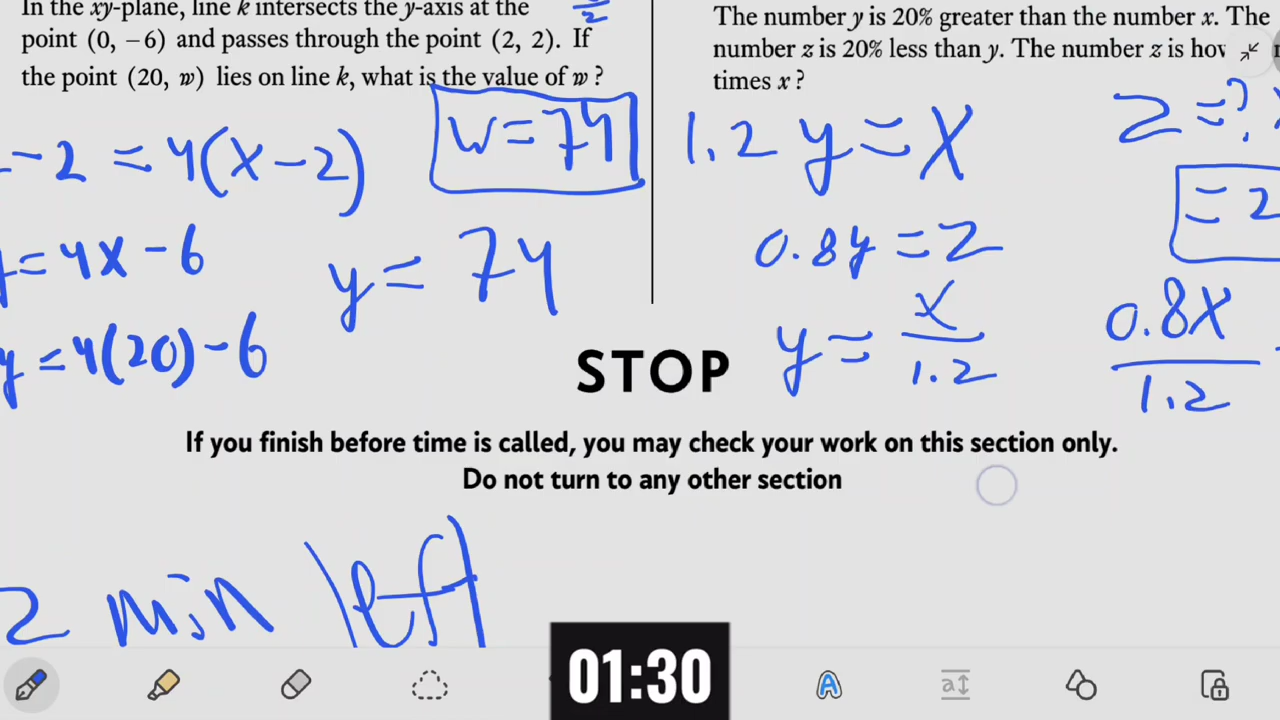 In the xy-plane, line k intersects the y-axis at the
point (0, −6) and passes through the point (2, 2). If
the point (20, w) lies on line k, what is the value of w ?
2
− 2 = 4(x − 2)
w = 74
= 4x − 6
y = 74
y = 4(20) − 6
The number y is 20% greater than the number x. The
number z is 20% less than y. The number z is how
times x ?
1.2 y = x
z = ?
0.8y = z
= 2
y = x
1.2
0.8x
1.2
STOP
If you finish before time is called, you may check your work on this section only.
Do not turn to any other section
2 min left
01:30
A
a